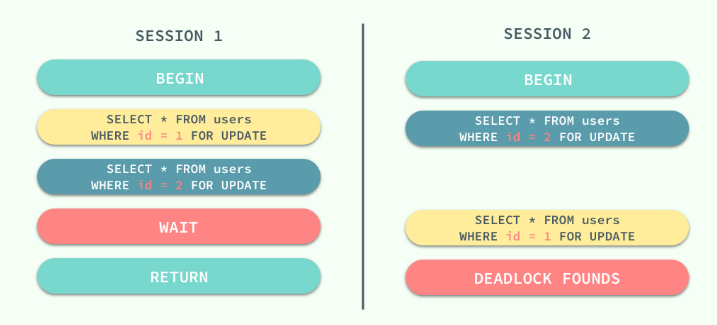 SESSION 1
BEGIN
SELECT * FROM users
WHERE id = 1 FOR UPDATE
SELECT * FROM users
WHERE id = 2 FOR UPDATE
WAIT
RETURN
SESSION 2
BEGIN
SELECT * FROM users
WHERE id = 2 FOR UPDATE
SELECT * FROM users
WHERE id = 1 FOR UPDATE
DEADLOCK FOUNDS